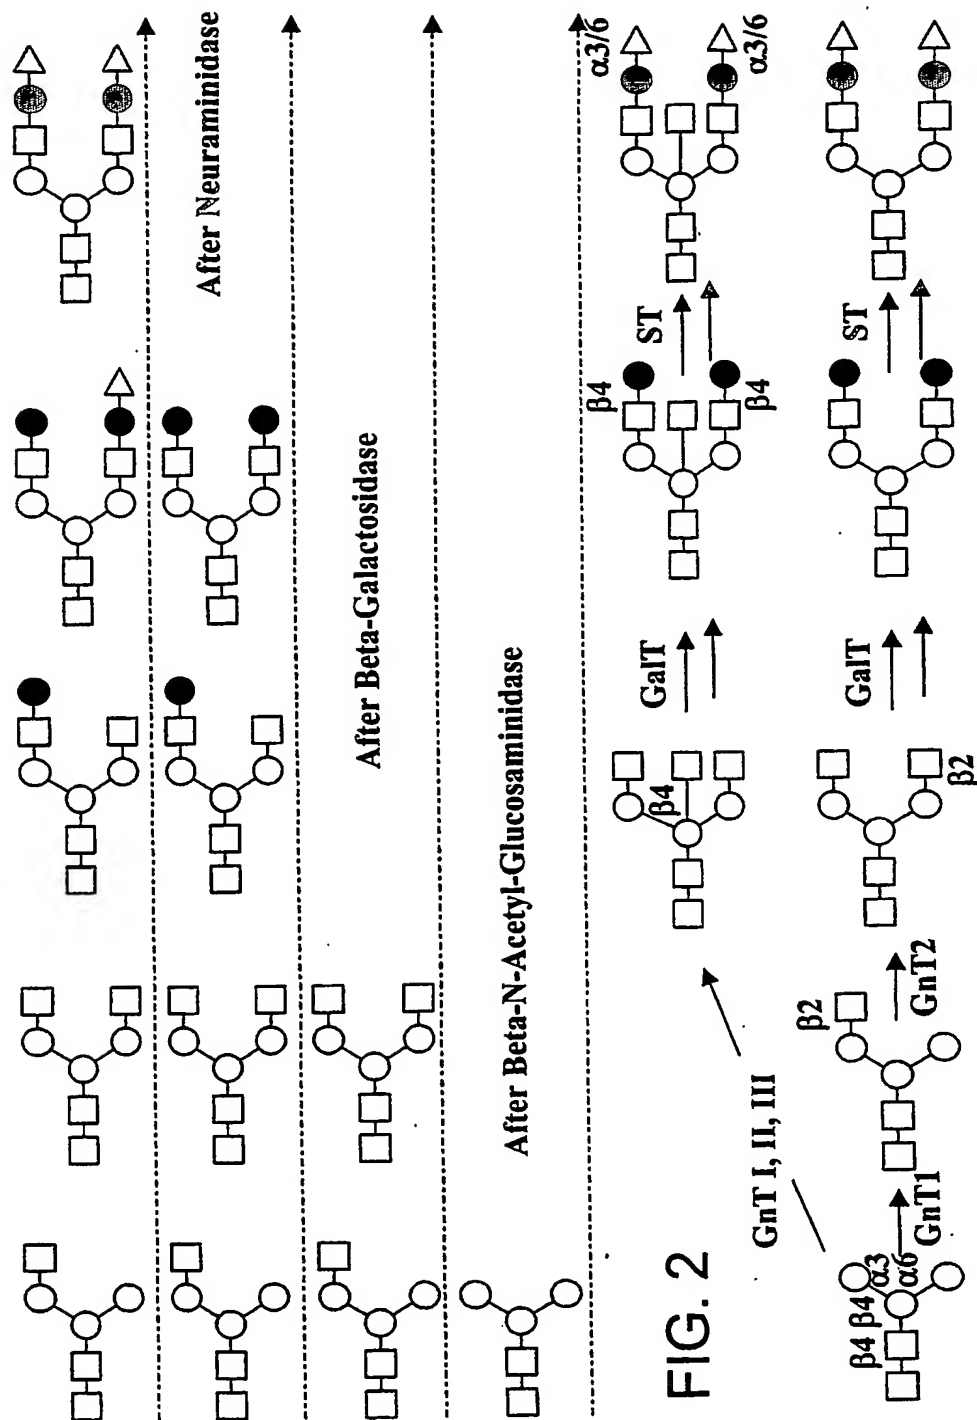 After Neuraminidase
After Beta-Galactosidase
After Beta-N-Acetyl-Glucosaminidase
FIG. 2
GnT I, II, III
β4
GalT
β4
β4
ST
α3/6
α3/6
β4 β4
α3
α6
GnT1
β2
GnT2
β2
GalT
ST